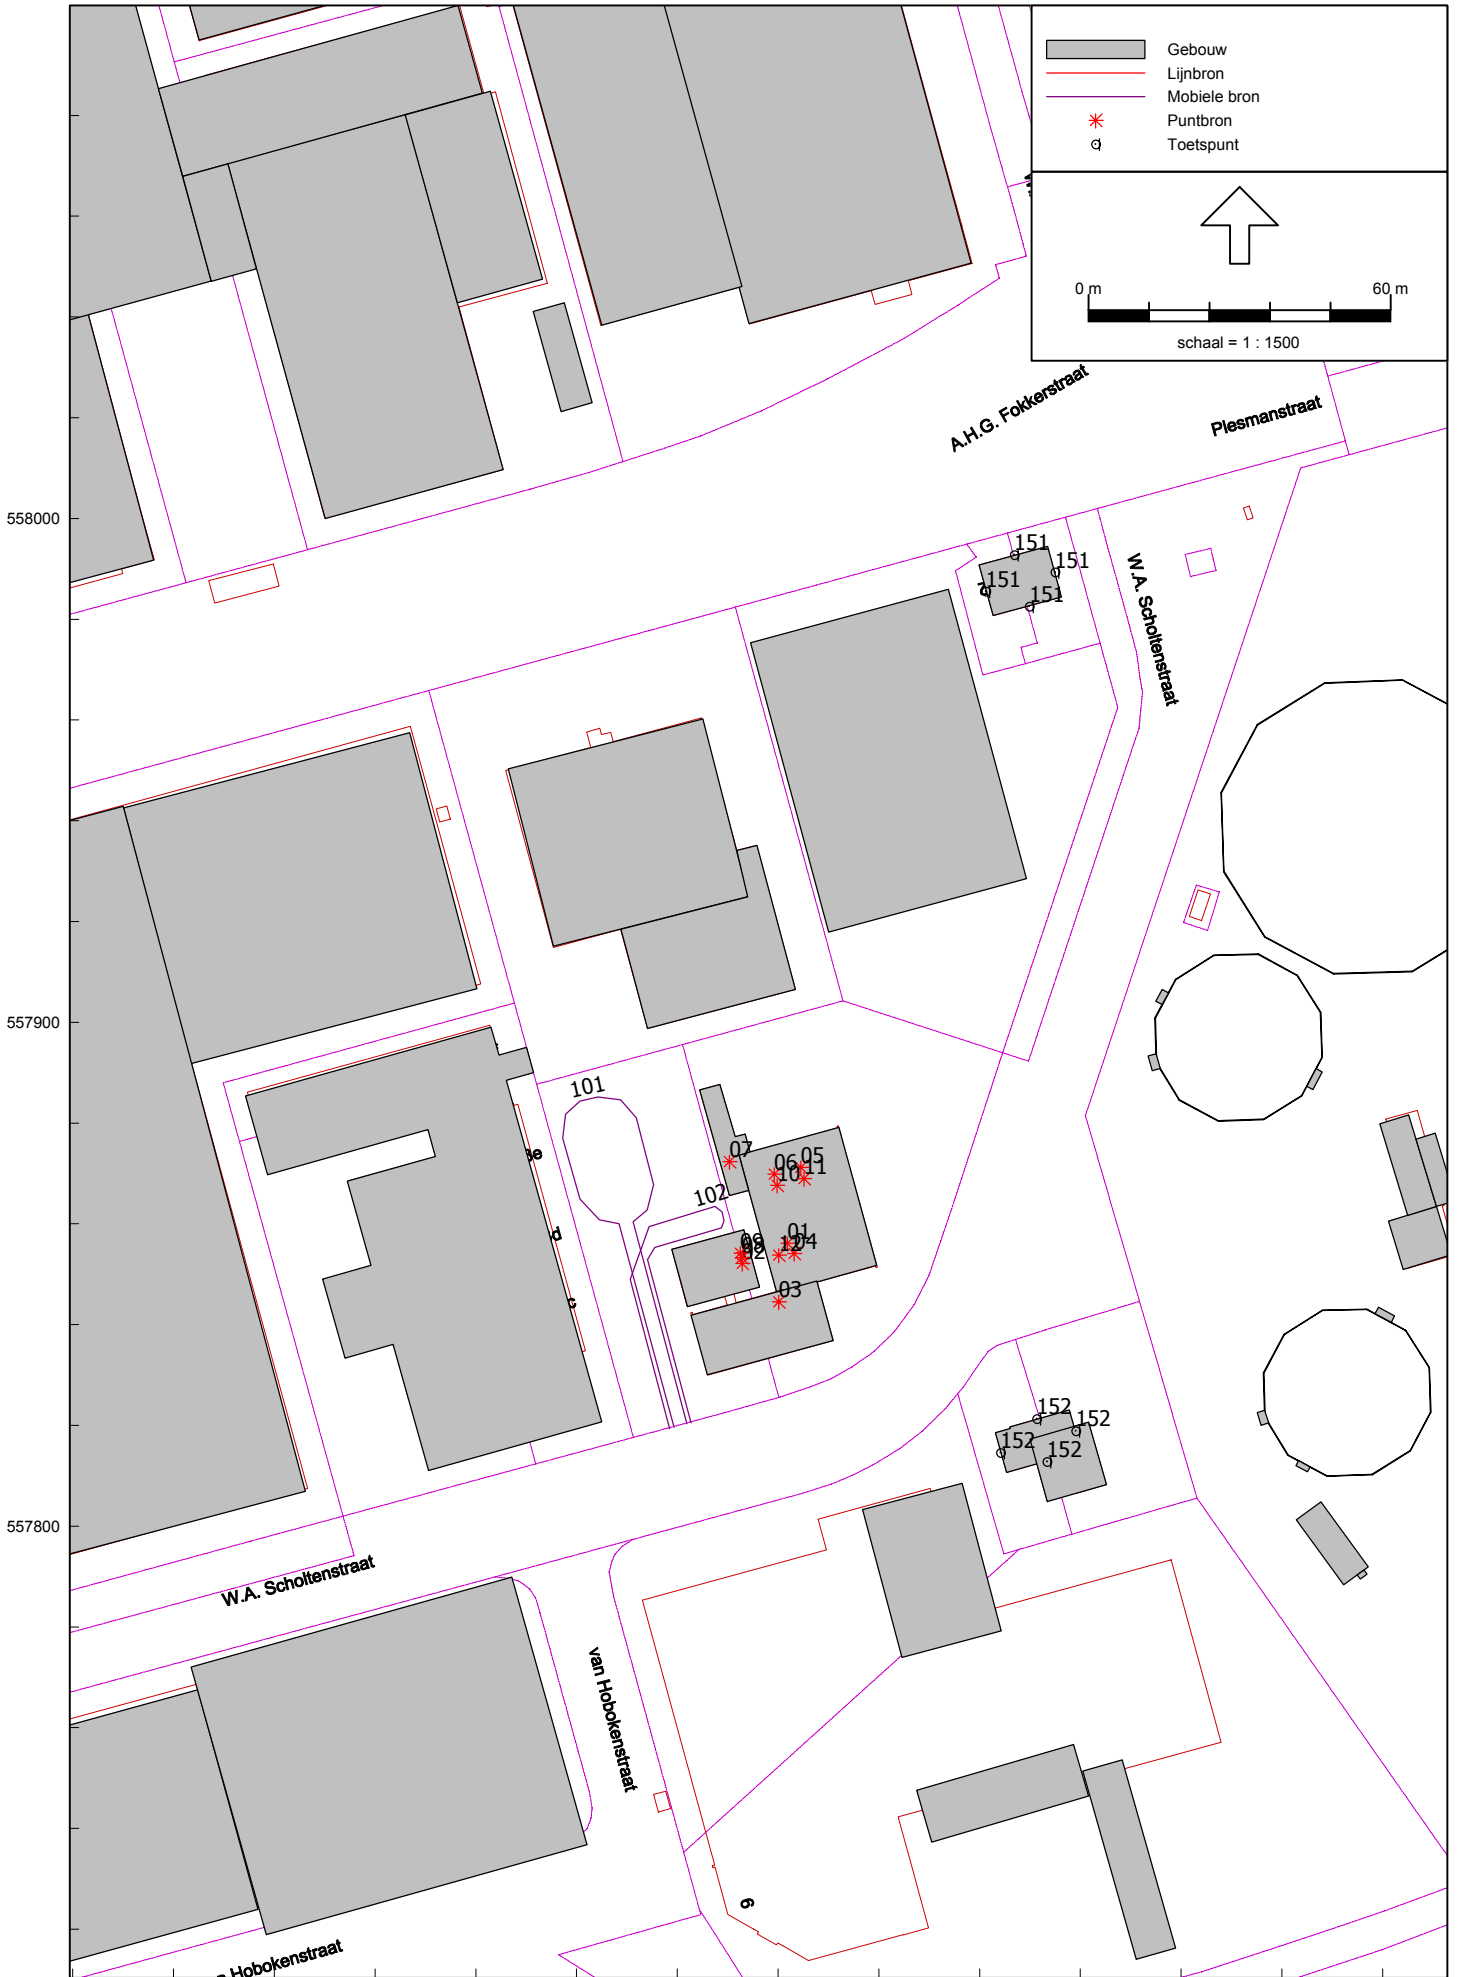 Gebouw
Lijnbron
Mobiele bron
Puntbron
Toetspunt
0 m
60 m
schaal = 1 : 1500
A.H.G. Fokkerstraat
Plesmanstraat
558000
151
151
151
151
W.A. Scholtenstraat
557900
101
07
06
05
10
11
102
09
02
01
12
04
03
152
152
152
152
557800
W.A. Scholtenstraat
van Hobokenstraat
6
Hobokenstraat